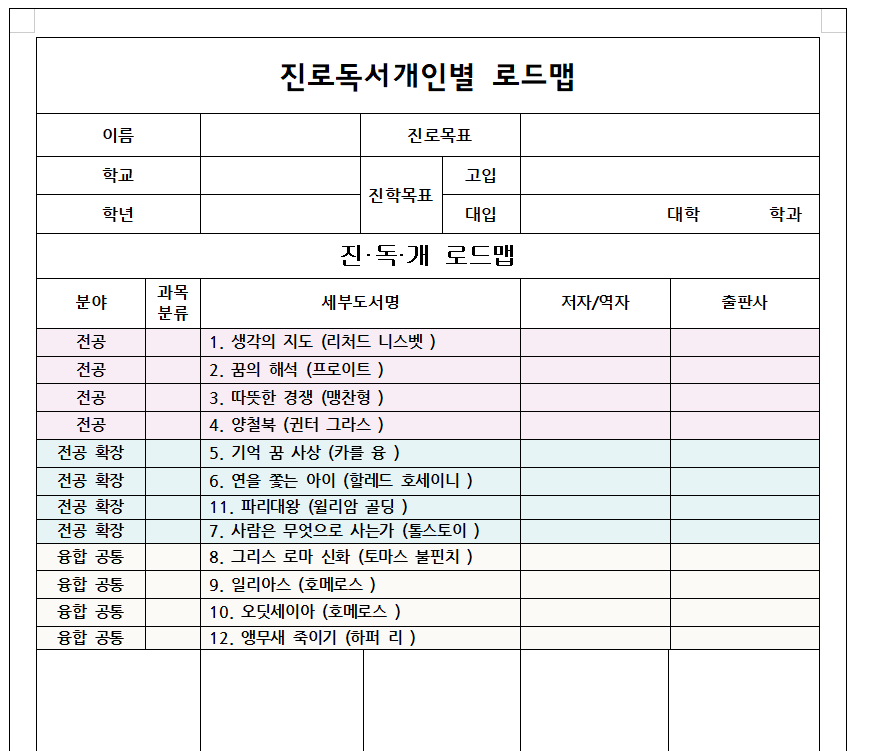 진로독서개인별 로드맵
이름 진로목표
학교 진학목표 고입
학년 대입 대학 학과
진·독·개 로드맵
분야 과목 분류 세부도서명 저자/역자 출판사
전공 1. 생각의 지도 (리처드 니스벳 )
전공 2. 꿈의 해석 (프로이트 )
전공 3. 따뜻한 경쟁 (맹찬형 )
전공 4. 양철북 (귄터 그라스 )
전공 확장 5. 기억 꿈 사상 (카를 융 )
전공 확장 6. 연을 쫓는 아이 (할레드 호세이니 )
전공 확장 11. 파리대왕 (윌리암 골딩 )
전공 확장 7. 사람은 무엇으로 사는가 (톨스토이 )
융합 공통 8. 그리스 로마 신화 (토마스 불핀치 )
융합 공통 9. 일리아스 (호메로스 )
융합 공통 10. 오딧세이아 (호메로스 )
융합 공통 12. 앵무새 죽이기 (하퍼 리 )